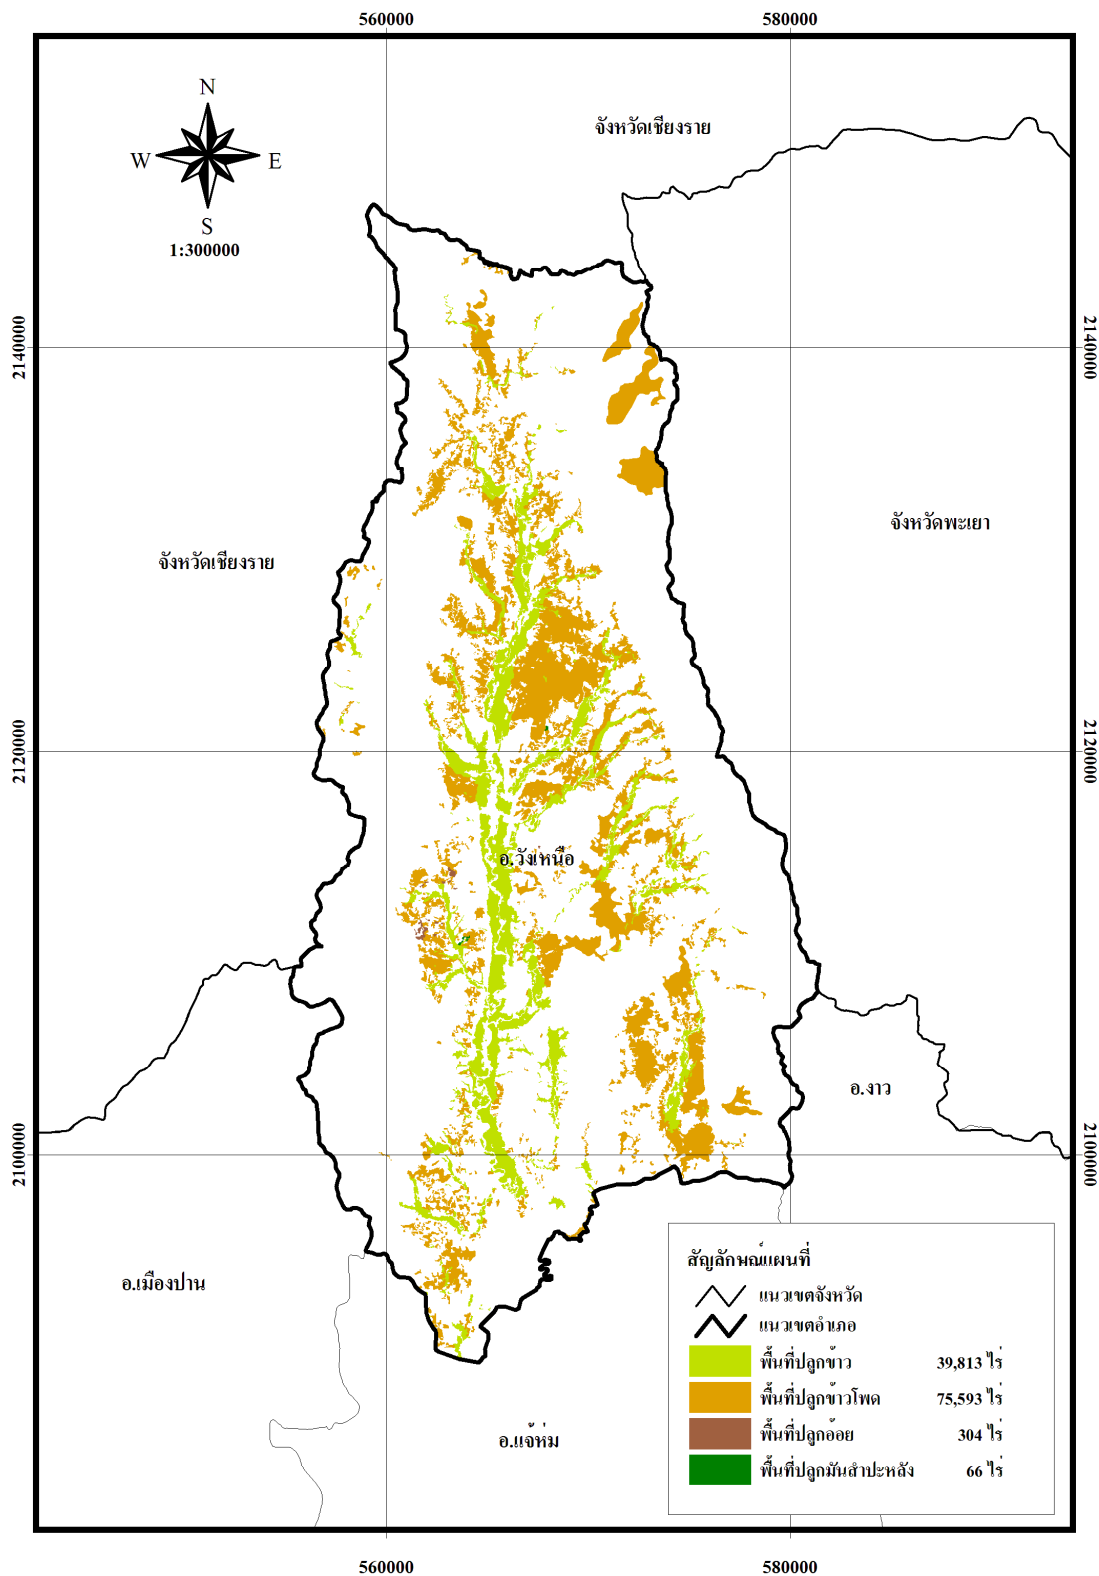 560000 580000
จังหวัดเชียงราย
N
W E
S
1:300000
2140000 2140000
จังหวัดพะเยา
จังหวัดเชียงราย
2120000 2120000
อ.วังเหนือ
อ.งาว
2100000 2100000
อ.เมืองปาน
อ.แจ้ห่ม
สัญลักษณ์แผนที่
แนวเขตจังหวัด
แนวเขตอำเภอ
พื้นที่ปลูกข้าว 39,813 ไร่
พื้นที่ปลูกข้าวโพด 75,593 ไร่
พื้นที่ปลูกอ้อย 304 ไร่
พื้นที่ปลูกมันสำปะหลัง 66 ไร่
560000 580000